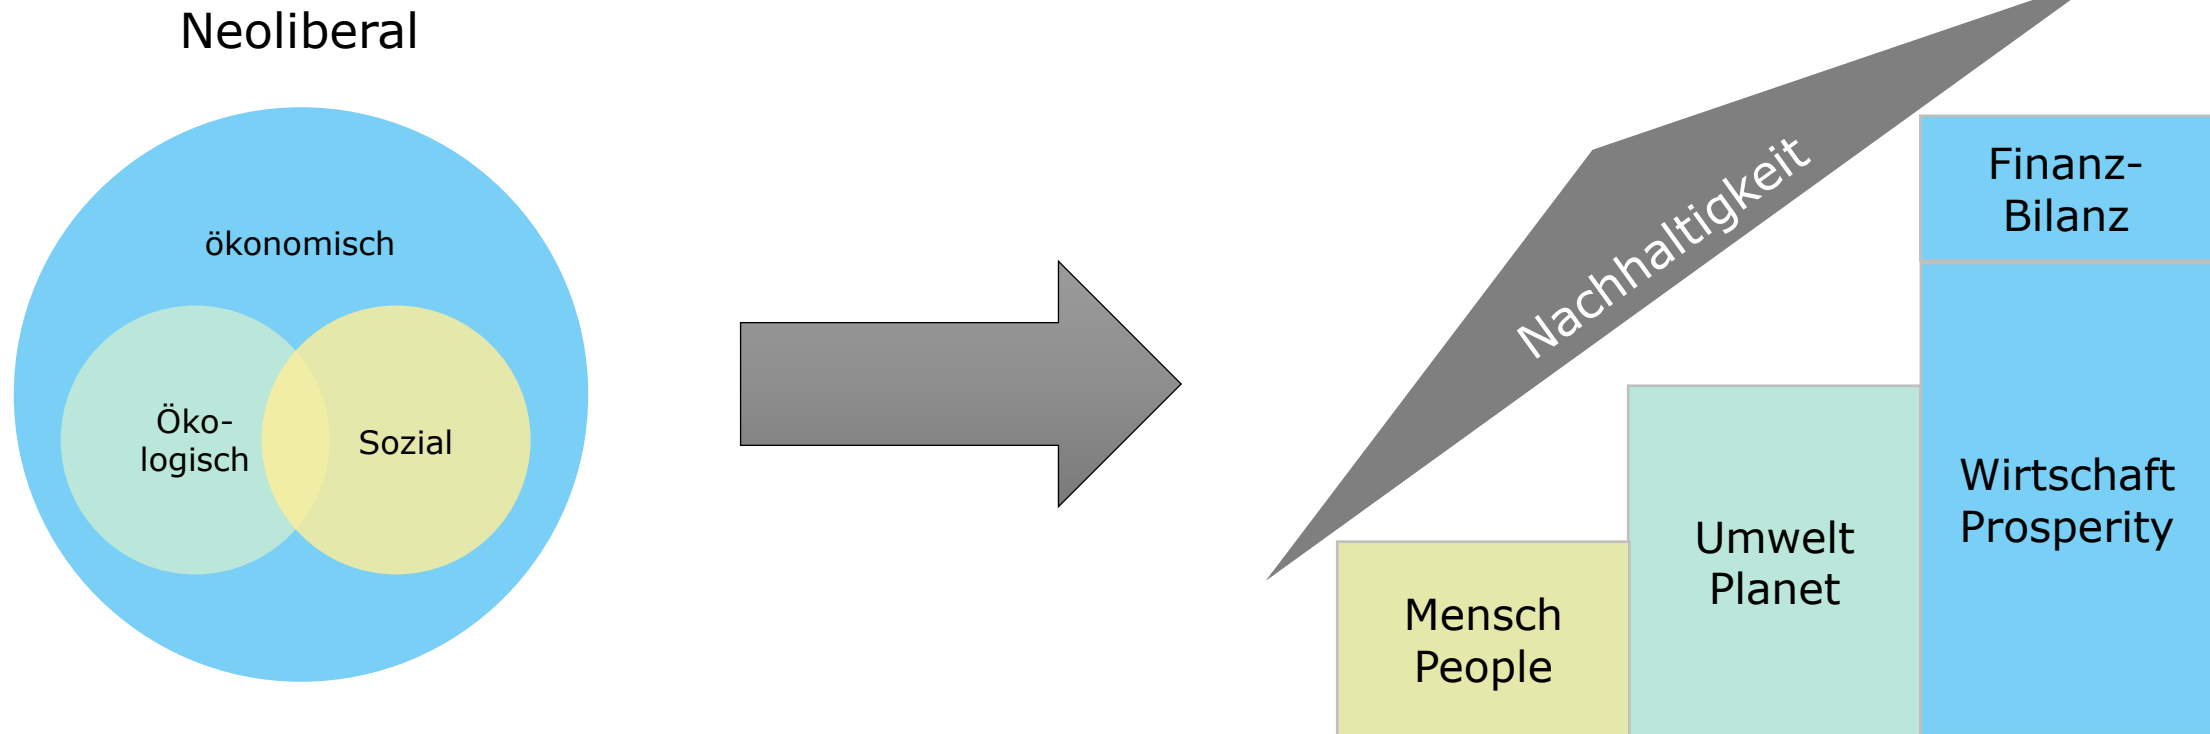 Neoliberal
ökonomisch
Öko-
logisch
Sozial
Nachhaltigkeit
Finanz-
Bilanz
Wirtschaft
Prosperity
Umwelt
Planet
Mensch
People